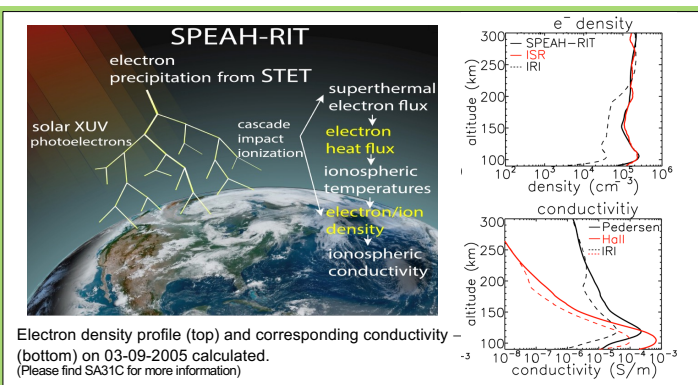 SPEAH-RIT
electron
precipitation from STET
solar XUV
photoelectrons
cascade
impact
ionization
superthermal
electron flux
electron
heat flux
ionospheric
temperatures
electron/ion
density
ionospheric
conductivity
Electron density profile (top) and corresponding conductivity –
(bottom) on 03-09-2005 calculated.
(Please find SA31C for more information)
e⁻ density
SPEAH−RIT
ISR
IRI
altitude (km)
300
250
200
150
100
10² 10³ 10⁴ 10⁵ 10⁶
density (cm⁻³)
conductivitiy
Pedersen
Hall
IRI
altitude (km)
300
250
200
150
100
-3
10⁻⁸ 10⁻⁷ 10⁻⁶ 10⁻⁵ 10⁻⁴ 10⁻³
conductivity (S/m)